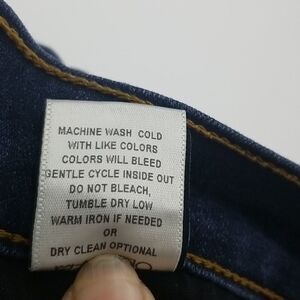 MACHINE WASH COLD
WITH LIKE COLORS
COLORS WILL BLEED
GENTLE CYCLE INSIDE OUT
DO NOT BLEACH,
TUMBLE DRY LOW
WARM IRON IF NEEDED
OR
DRY CLEAN OPTIONAL